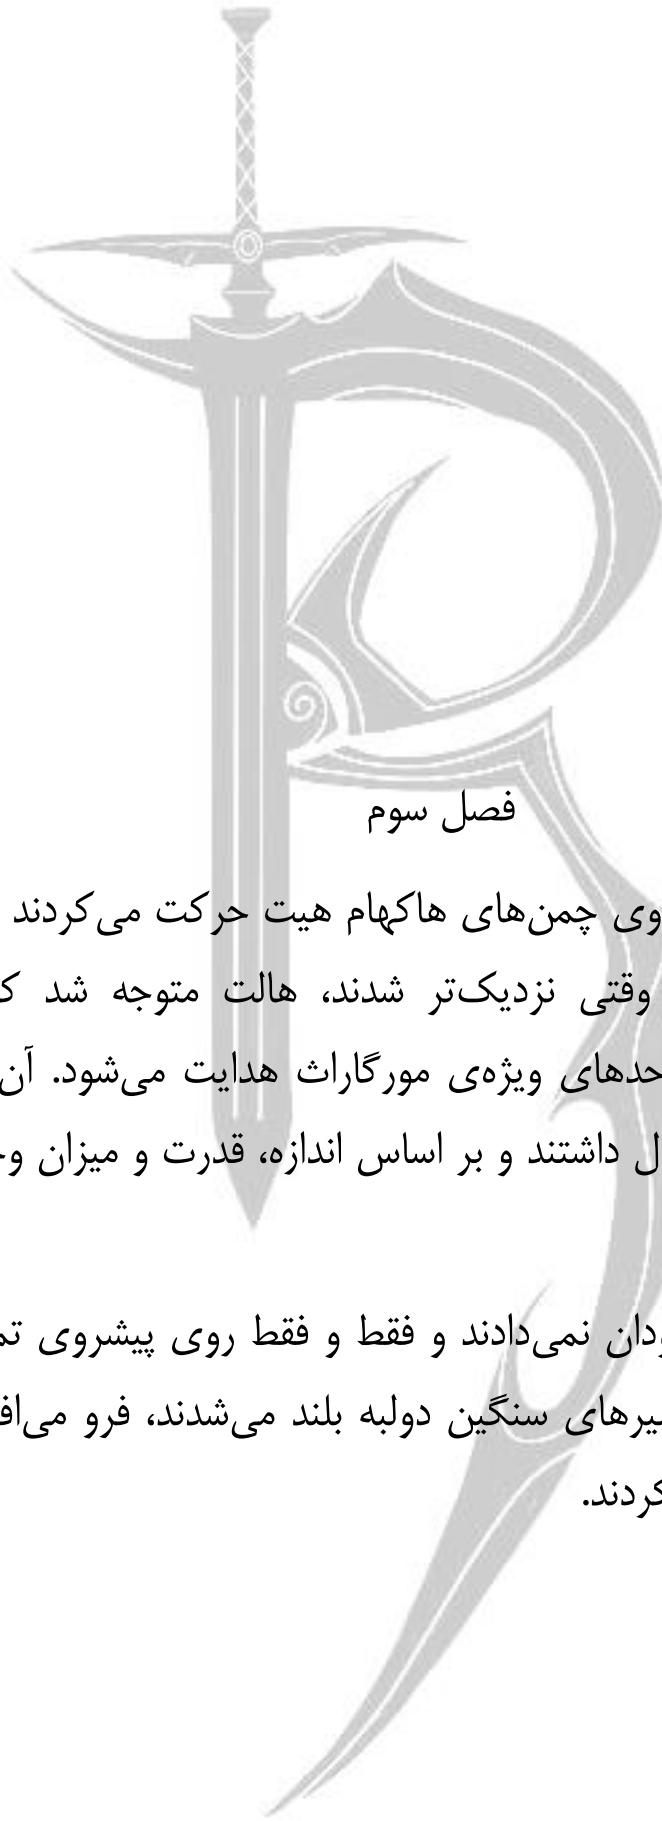 فصل سوم
وی چمن‌های هاکهام هیت حرکت می‌کردند
وقتی نزدیک‌تر شدند، هالت متوجه شد ک
حدهای ویژه‌ی مورگاراث هدایت می‌شود. آن
ال داشتند و بر اساس اندازه، قدرت و میزان وح
ودان نمی‌دادند و فقط و فقط روی پیشروی تم
یرهای سنگین دولبه بلند می‌شدند، فرو می‌اف
کردند.